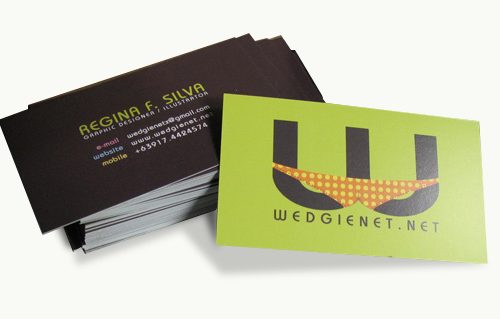 REGINA F. SILVA
GRAPHIC DESIGNER / ILLUSTRATOR
e-mail wedgienetz@gmail.com
website www.wedgienet.net
mobile +63917.4424574
W
WEDGIENET.NET